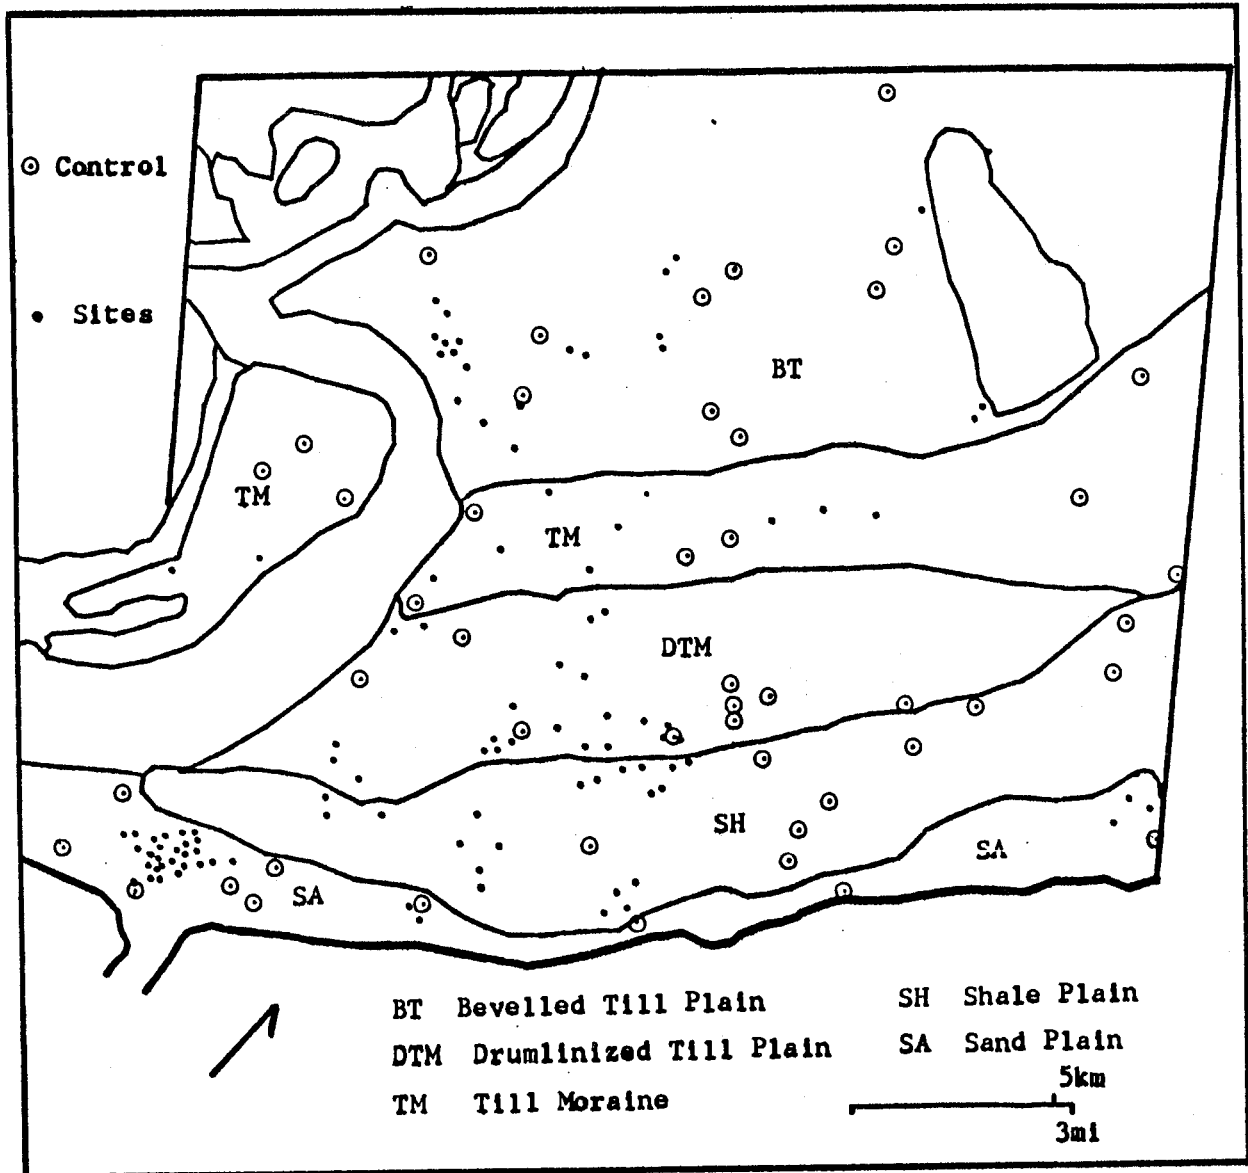 Control
Sites
BT
TM
TM
DTM
SH
SA
SA
BT Bevelled Till Plain
DTM Drumlinized Till Plain
TM Till Moraine
SH Shale Plain
SA Sand Plain
5km
3mi